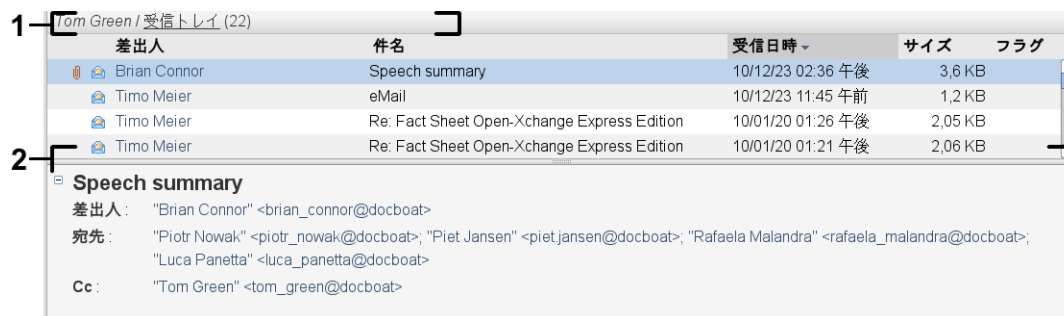 1
Tom Green / 受信トレイ (22)
差出人 件名 受信日時 サイズ フラグ
Brian Connor Speech summary 10/12/23 02:36 午後 3,6 KB
Timo Meier eMail 10/12/23 11:45 午前 1,2 KB
Timo Meier Re: Fact Sheet Open-Xchange Express Edition 10/01/20 01:26 午後 2,05 KB
Timo Meier Re: Fact Sheet Open-Xchange Express Edition 10/01/20 01:21 午後 2,06 KB
2
Speech summary
差出人 : "Brian Connor" <brian_connor@docboat>
宛先 : "Piotr Nowak" <piotr_nowak@docboat>; "Piet Jansen" <piet.jansen@docboat>; "Rafaela Malandra" <rafaela_malandra@docboat>;
"Luca Panetta" <luca_panetta@docboat>
Cc : "Tom Green" <tom_green@docboat>